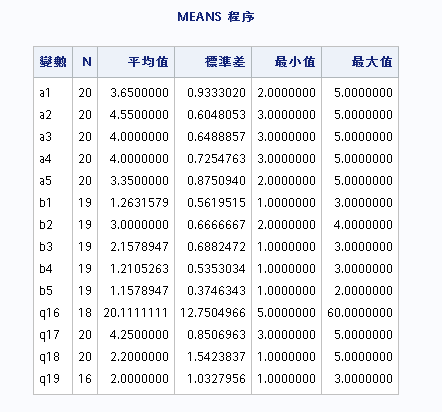 MEANS 程序
變數 N 平均值 標準差 最小值 最大值
a1 20 3.6500000 0.9333020 2.0000000 5.0000000
a2 20 4.5500000 0.6048053 3.0000000 5.0000000
a3 20 4.0000000 0.6488857 3.0000000 5.0000000
a4 20 4.0000000 0.7254763 3.0000000 5.0000000
a5 20 3.3500000 0.8750940 2.0000000 5.0000000
b1 19 1.2631579 0.5619515 1.0000000 3.0000000
b2 19 3.0000000 0.6666667 2.0000000 4.0000000
b3 19 2.1578947 0.6882472 1.0000000 3.0000000
b4 19 1.2105263 0.5353034 1.0000000 3.0000000
b5 19 1.1578947 0.3746343 1.0000000 2.0000000
q16 18 20.1111111 12.7504966 5.0000000 60.0000000
q17 20 4.2500000 0.8506963 3.0000000 5.0000000
q18 20 2.2000000 1.5423837 1.0000000 5.0000000
q19 16 2.0000000 1.0327956 1.0000000 3.0000000